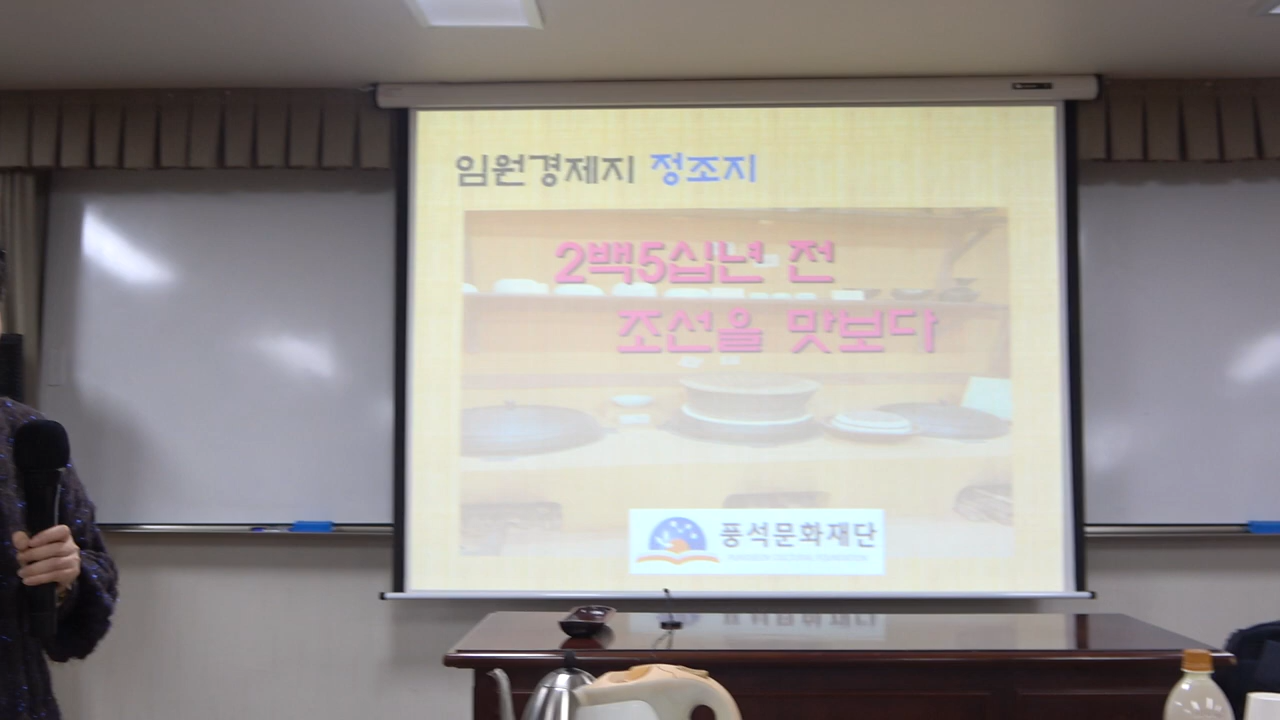 임원경제지 정조지
2백5십년 전
조선을 맛보다
풍석문화재단